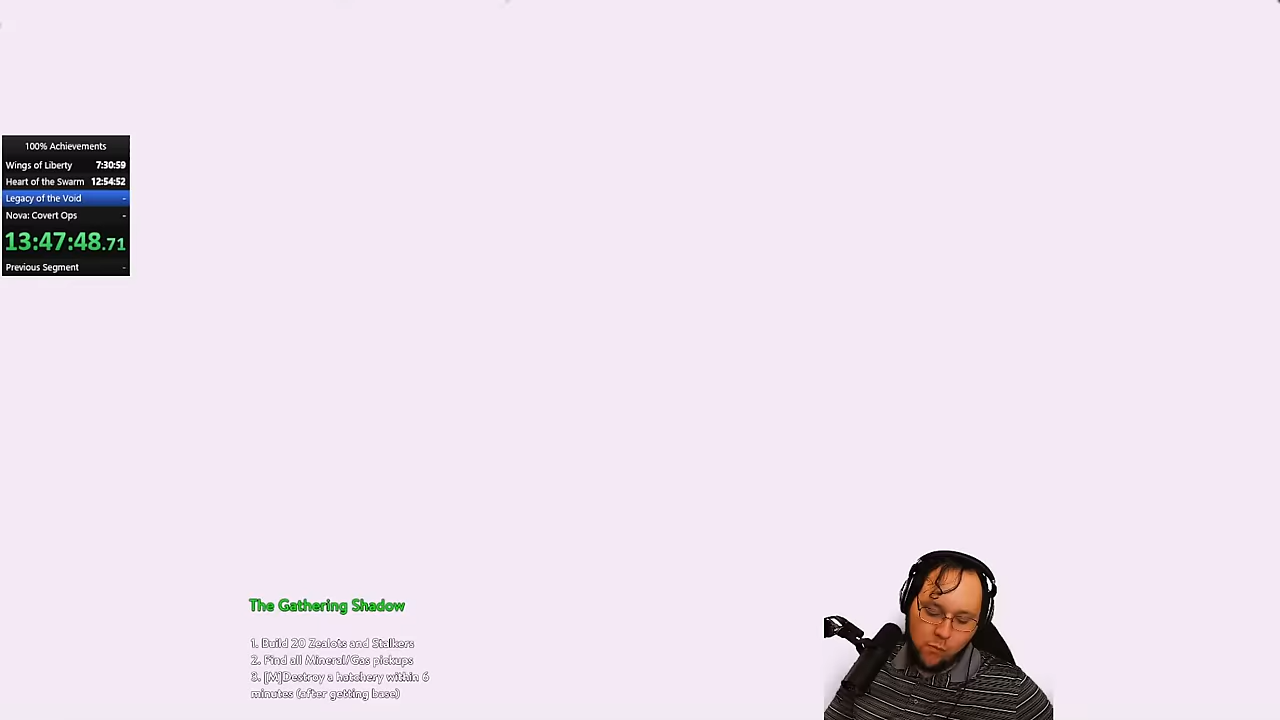 100% Achievements
Wings of Liberty 7:30:59
Heart of the Swarm 12:54:52
Legacy of the Void -
Nova: Covert Ops -
13:47:48.71
Previous Segment -
The Gathering Shadow
1. Build 20 Zealots and Stalkers
2. Find all Mineral/Gas pickups
3. [M]Destroy a hatchery within 6
minutes (after getting base)